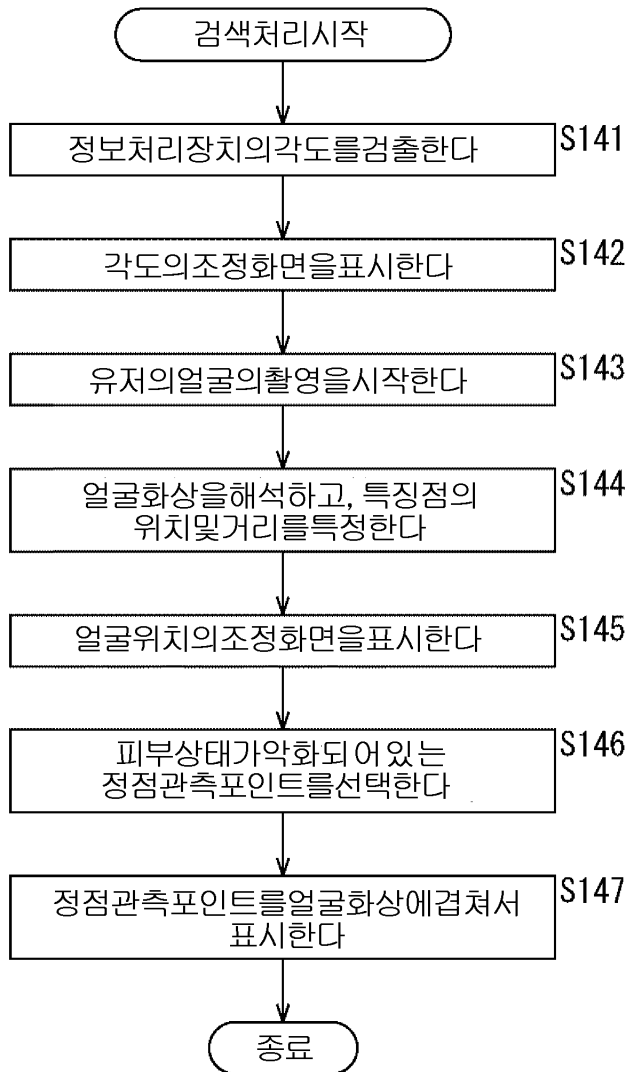 검색처리시작
정보처리장치의각도를검출한다
S141
각도의조정화면을표시한다
S142
유저의얼굴의촬영을시작한다
S143
얼굴화상을해석하고, 특징점의
위치및거리를특정한다
S144
얼굴위치의조정화면을표시한다
S145
피부상태가악화되어있는
정점관측포인트를선택한다
S146
정점관측포인트를얼굴화상에겹쳐서
표시한다
S147
종료